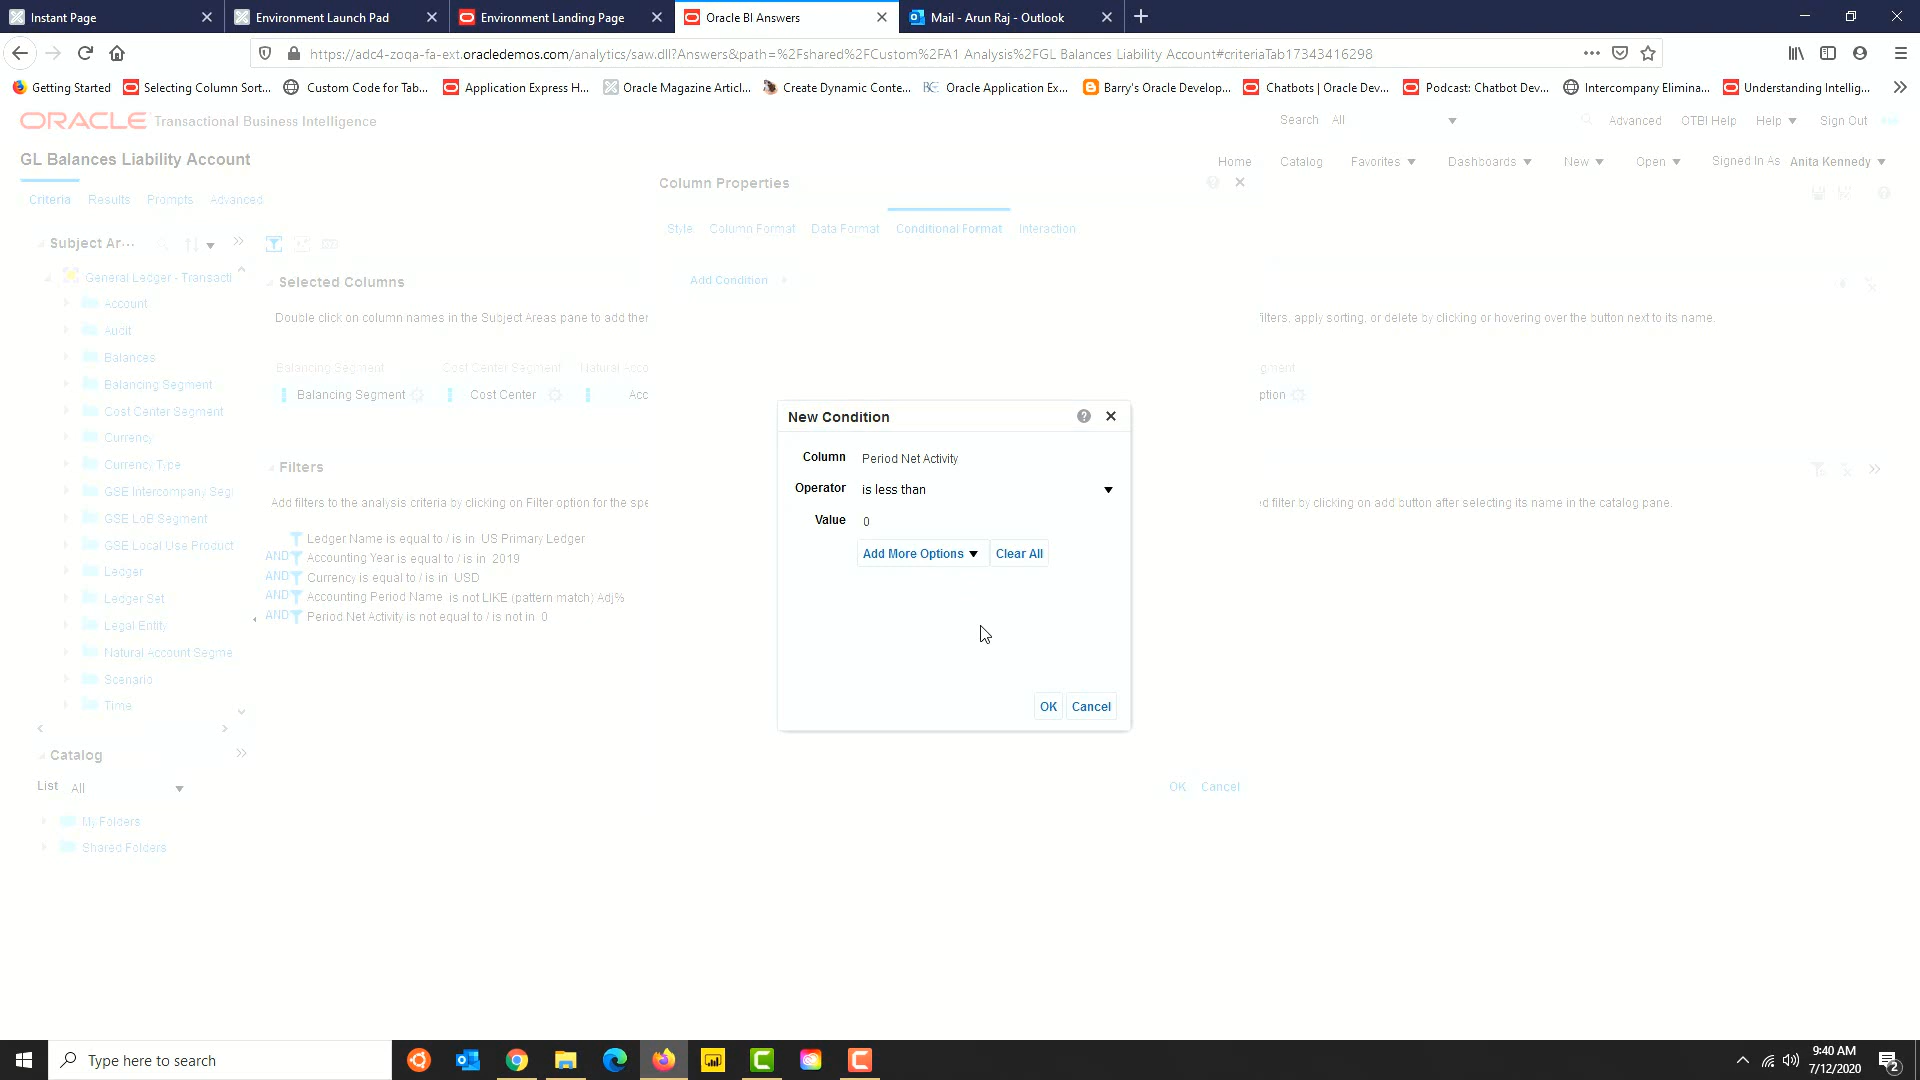 Instant Page
Environment Launch Pad
Environment Landing Page
Oracle BI Answers
Mail - Arun Raj - Outlook
https://adc4-zoqa-fa-ext.oracledemos.com/analytics/saw.dll?Answers&path=%2Fshared%2FCustom%2FA1 Analysis%2FGL Balances Liability Account#criteriaTab17343416298
Getting Started
Selecting Column Sort...
Custom Code for Tab...
Application Express H...
Oracle Magazine Articl...
Create Dynamic Conte...
Oracle Application Ex...
Barry's Oracle Develop...
Chatbots | Oracle Dev...
Podcast: Chatbot Dev...
Intercompany Elimina...
Understanding Intellig...
ORACLE Transactional Business Intelligence
Search All
Advanced OTBI Help Help Sign Out
GL Balances Liability Account
Home Catalog Favorites Dashboards New Open Signed In As Anita Kennedy
Criteria Results Prompts Advanced
Column Properties
Style Column Format Data Format Conditional Format Interaction
Add Condition
Subject Ar...
General Ledger - Transacti
Account
Audit
Balances
Balancing Segment
Cost Center Segment
Currency
Currency Type
GSE Intercompany Seg
GSE LoB Segment
GSE Local Use Product
Ledger
Ledger Set
Legal Entity
Natural Account Segme
Scenario
Time
Catalog
List All
My Folders
Shared Folders
Selected Columns
Double click on column names in the Subject Areas pane to add ther
filters, apply sorting, or delete by clicking or hovering over the button next to its name.
Balancing Segment Cost Center Segment Natural Acco
gment
Balancing Segment Cost Center Acc
ption
Filters
Add filters to the analysis criteria by clicking on Filter option for the spe
ed filter by clicking on add button after selecting its name in the catalog pane.
Ledger Name is equal to / is in US Primary Ledger
AND Accounting Year is equal to / is in 2019
AND Currency is equal to / is in USD
AND Accounting Period Name is not LIKE (pattern match) Adj%
AND Period Net Activity is not equal to / is not in 0
New Condition
Column Period Net Activity
Operator is less than
Value 0
Add More Options Clear All
OK Cancel
OK Cancel
Type here to search
9:40 AM
7/12/2020
2